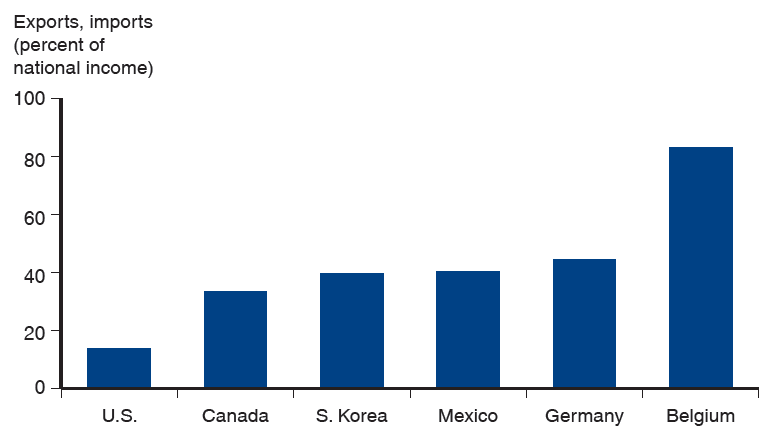 Exports, imports
(percent of
national income)
100
80
60
40
20
0
U.S. Canada S. Korea Mexico Germany Belgium